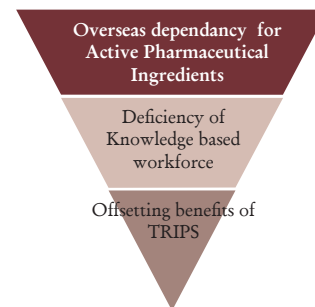 Overseas dependancy for
Active Pharmaceutical
Ingredients
Deficiency of
Knowledge based
workforce
Offsetting benefits of
TRIPS